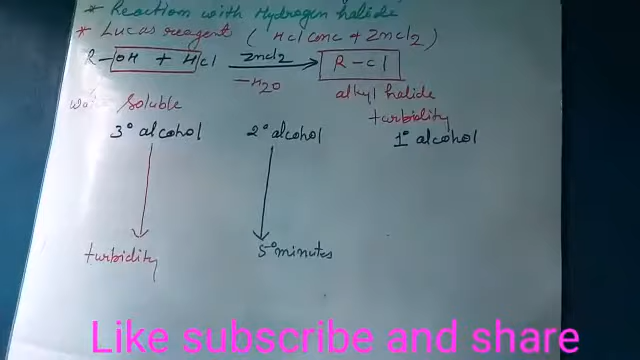 * Reaction with Hydrogen halide
* Lucas reagent ( Hcl conc + Zncl2 )
R-OH + HCl Zncl2 -H2O R-cl
alkyl halide
Soluble turbidity
3° alcohol 2° alcohol 1° alcohol
turbidity 5° minutes
Like subscribe and share